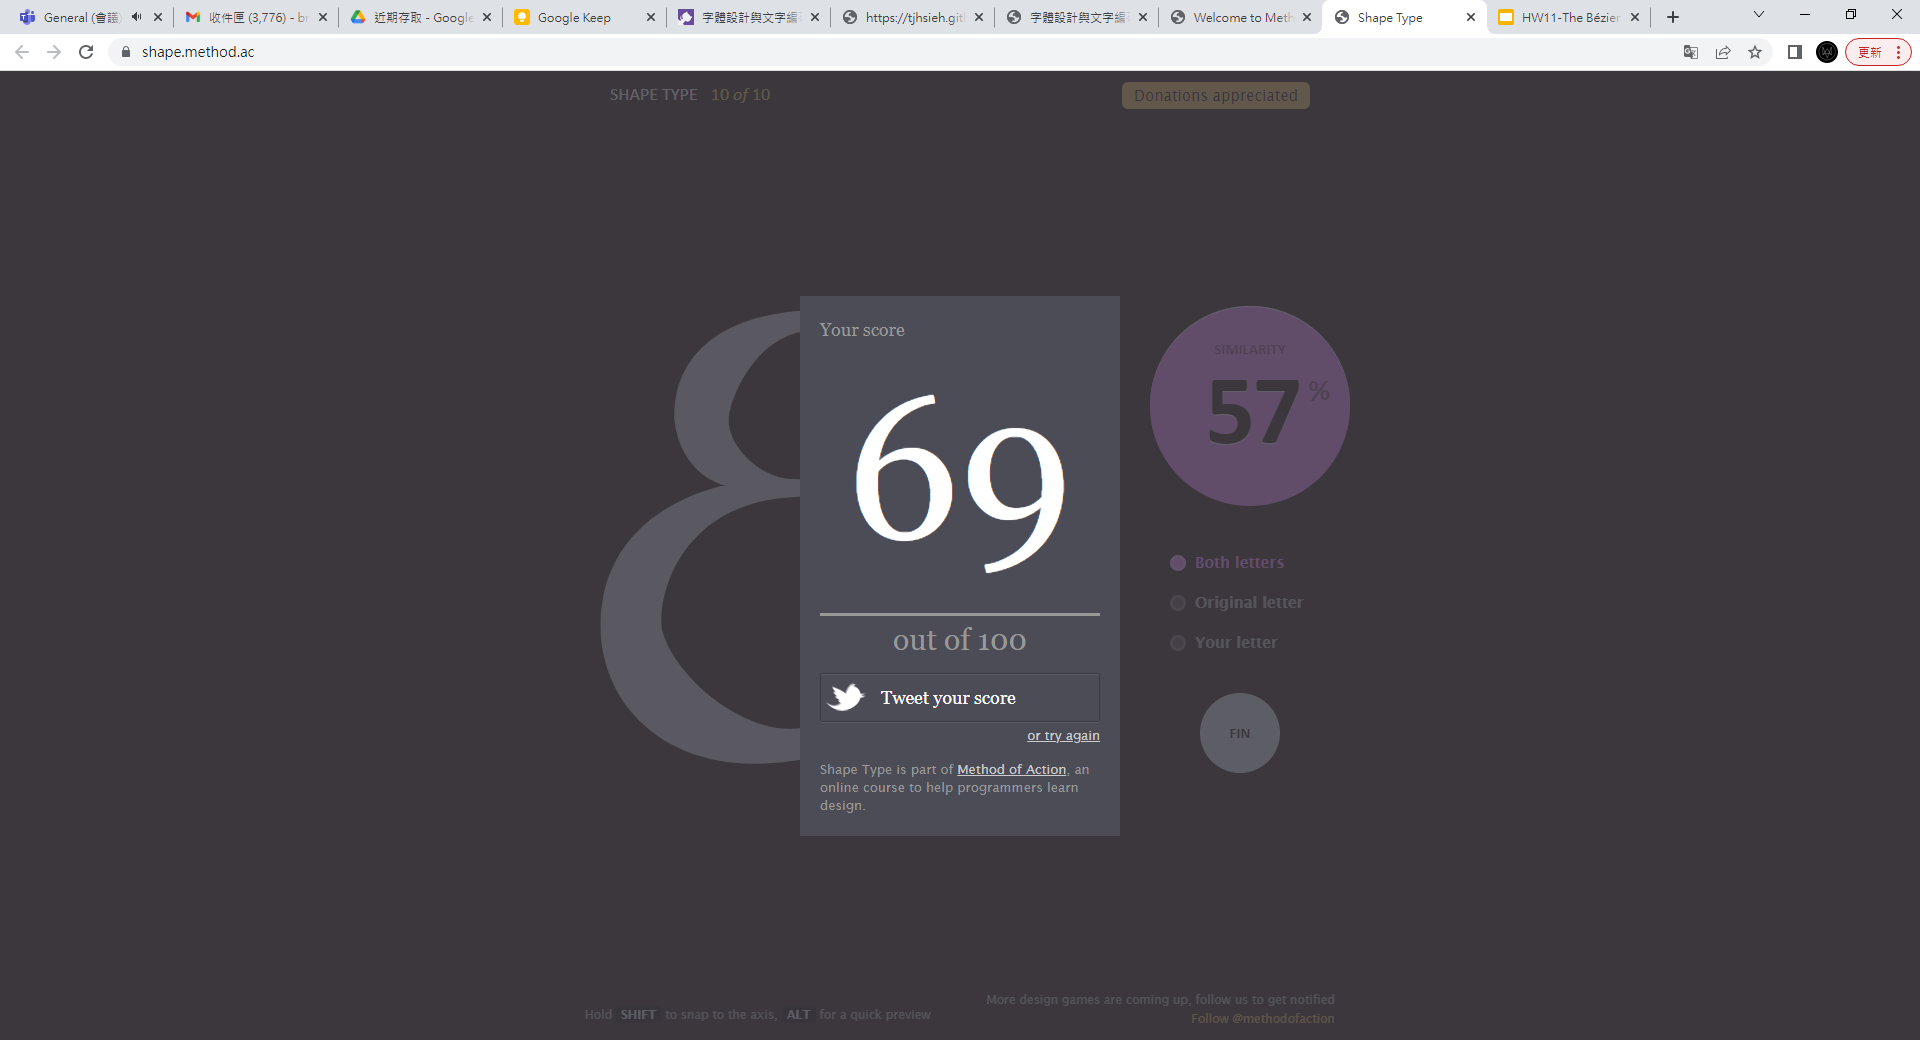 General (會議
收件匣 (3,776) - br
近期存取 - Google
Google Keep
字體設計與文字編
https://tjhsieh.git
字體設計與文字編
Welcome to Meth
Shape Type
HW11-The Bézier
shape.method.ac
更新
SHAPE TYPE 10 of 10
Donations appreciated
Your score
69
out of 100
Tweet your score
or try again
Shape Type is part of Method of Action, an
online course to help programmers learn
design.
SIMILARITY
57 %
Both letters
Original letter
Your letter
FIN
Hold SHIFT to snap to the axis, ALT for a quick preview
More design games are coming up, follow us to get notified
Follow @methodofaction